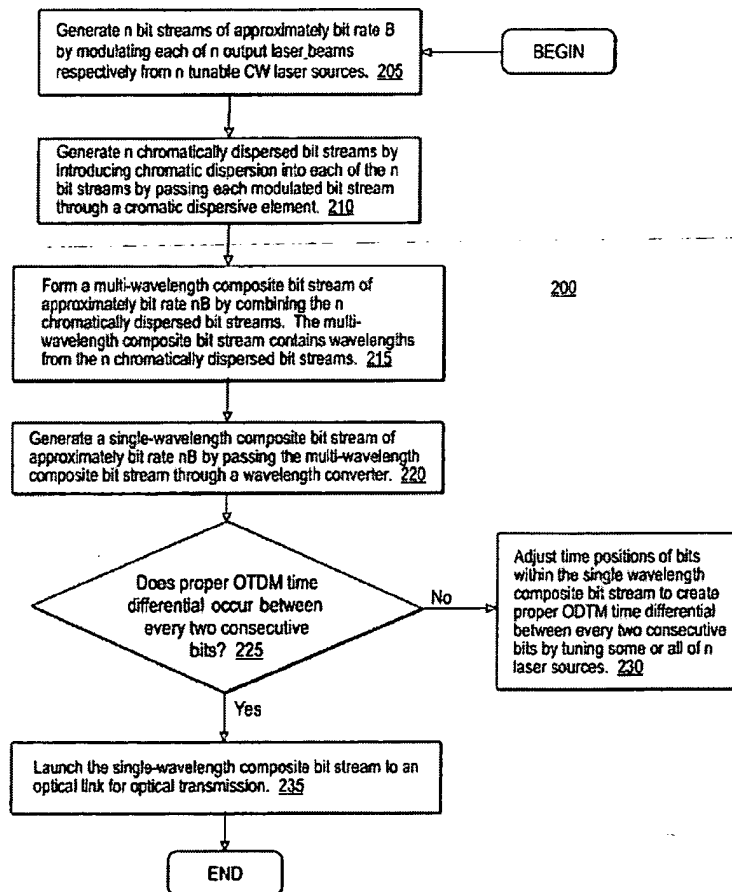 Generate n bit streams of approximately bit rate B
by modulating each of n output laser beams
respectively from n tunable CW laser sources. 205
BEGIN
Generate n chromatically dispersed bit streams by
introducing chromatic dispersion into each of the n
bit streams by passing each modulated bit stream
through a cromatic dispersive element. 210
Form a multi-wavelength composite bit stream of
approximately bit rate nB by combining the n
chromatically dispersed bit streams. The multi-
wavelength composite bit stream contains wavelengths
from the n chromatically dispersed bit streams. 215
200
Generate a single-wavelength composite bit stream of
approximately bit rate nB by passing the multi-wavelength
composite bit stream through a wavelength converter. 220
Does proper OTDM time
differential occur between
every two consecutive
bits? 225
No
Adjust time positions of bits
within the single wavelength
composite bit stream to create
proper ODTM time differential
between every two consecutive
bits by tuning some or all of n
laser sources. 230
Yes
Launch the single-wavelength composite bit stream to an
optical link for optical transmission. 235
END